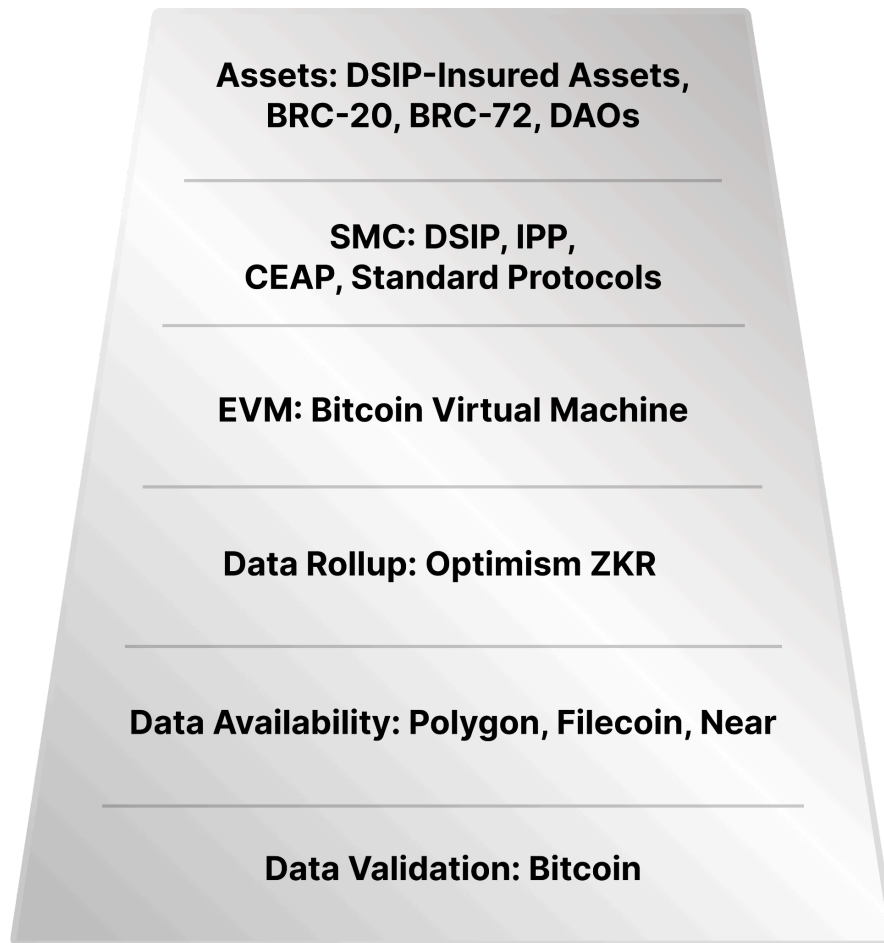 Assets: DSIP-Insured Assets,
BRC-20, BRC-72, DAOs
SMC: DSIP, IPP,
CEAP, Standard Protocols
EVM: Bitcoin Virtual Machine
Data Rollup: Optimism ZKR
Data Availability: Polygon, Filecoin, Near
Data Validation: Bitcoin